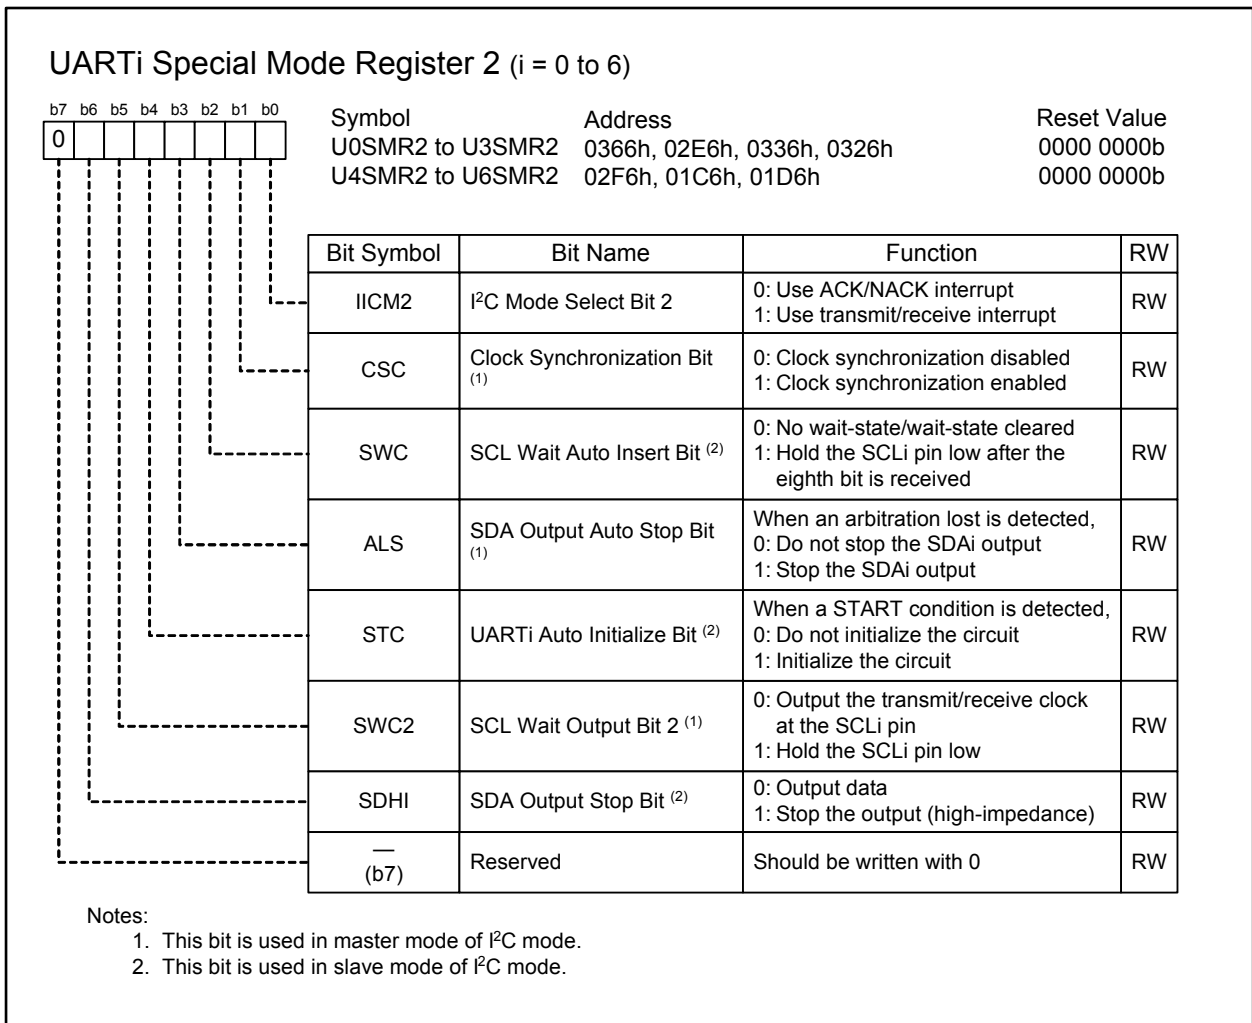 UARTi Special Mode Register 2 (i = 0 to 6)
b7 b6 b5 b4 b3 b2 b1 b0
0
Symbol Address Reset Value
U0SMR2 to U3SMR2 0366h, 02E6h, 0336h, 0326h 0000 0000b
U4SMR2 to U6SMR2 02F6h, 01C6h, 01D6h 0000 0000b
Bit Symbol Bit Name Function RW
IICM2 I²C Mode Select Bit 2 0: Use ACK/NACK interrupt
1: Use transmit/receive interrupt RW
CSC Clock Synchronization Bit (1) 0: Clock synchronization disabled
1: Clock synchronization enabled RW
SWC SCL Wait Auto Insert Bit (2) 0: No wait-state/wait-state cleared
1: Hold the SCLi pin low after the
eighth bit is received RW
ALS SDA Output Auto Stop Bit (1) When an arbitration lost is detected,
0: Do not stop the SDAi output
1: Stop the SDAi output RW
STC UARTi Auto Initialize Bit (2) When a START condition is detected,
0: Do not initialize the circuit
1: Initialize the circuit RW
SWC2 SCL Wait Output Bit 2 (1) 0: Output the transmit/receive clock
at the SCLi pin
1: Hold the SCLi pin low RW
SDHI SDA Output Stop Bit (2) 0: Output data
1: Stop the output (high-impedance) RW
—
(b7) Reserved Should be written with 0 RW
Notes:
1. This bit is used in master mode of I²C mode.
2. This bit is used in slave mode of I²C mode.